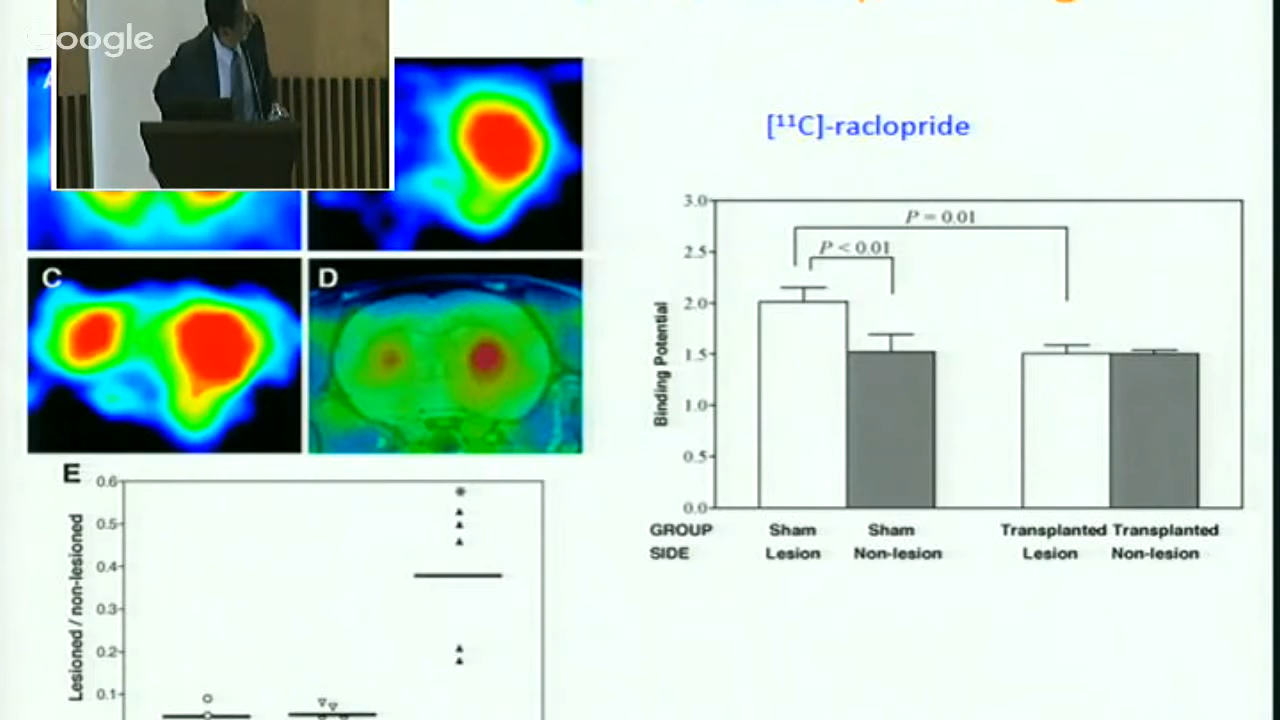 Google
[¹¹C]-raclopride
C
D
E
0.6
0.5
0.4
0.3
0.2
0.1
Lesioned / non-lesioned
3.0
2.5
2.0
1.5
1.0
0.5
0.0
Binding Potential
P = 0.01
P < 0.01
GROUP Sham Sham Transplanted Transplanted
SIDE Lesion Non-lesion Lesion Non-lesion